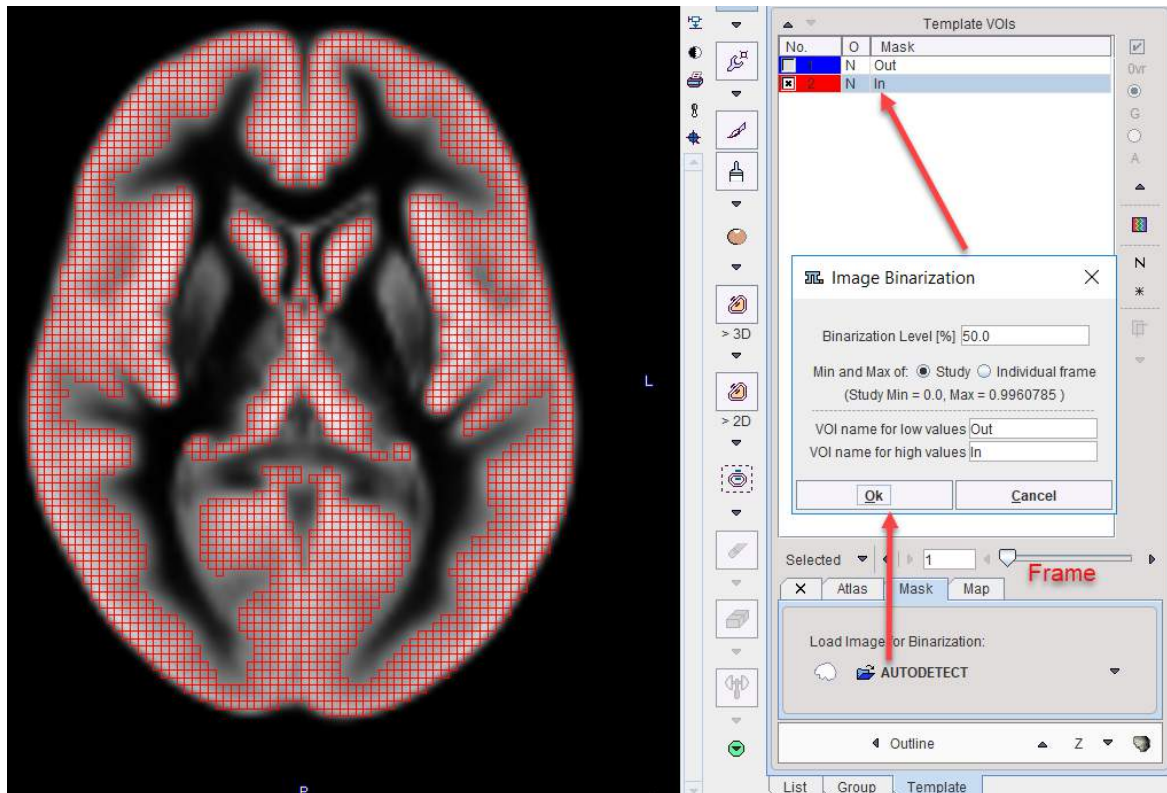 Template VOIs
No. O Mask
1 N Out
2 N In
Ovr
G
A
N
> 3D
> 2D
L
P
Image Binarization
Binarization Level [%] 50.0
Min and Max of: Study Individual frame
(Study Min = 0.0, Max = 0.9960785 )
VOI name for low values Out
VOI name for high values In
Ok Cancel
Selected 1
Frame
X Atlas Mask Map
Load Image for Binarization:
AUTODETECT
Outline Z
List Group Template